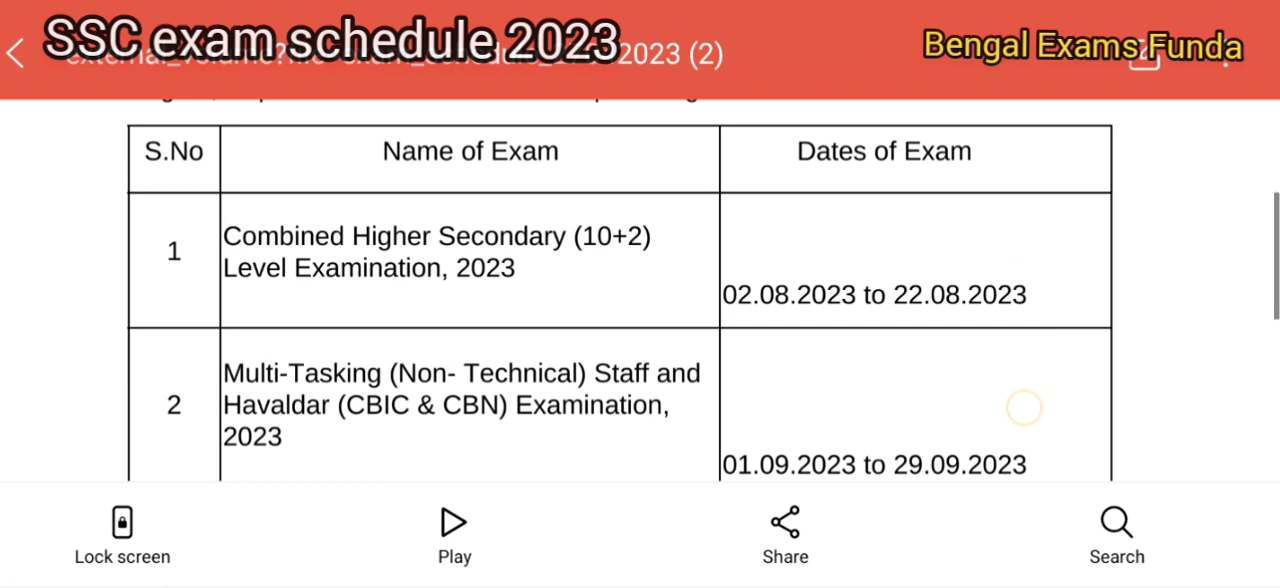 SSC exam schedule 2023
2023 (2)
Bengal Exams Funda
S.No
Name of Exam
Dates of Exam
1
Combined Higher Secondary (10+2)
Level Examination, 2023
02.08.2023 to 22.08.2023
2
Multi-Tasking (Non- Technical) Staff and
Havaldar (CBIC & CBN) Examination,
2023
01.09.2023 to 29.09.2023
Lock screen
Play
Share
Search